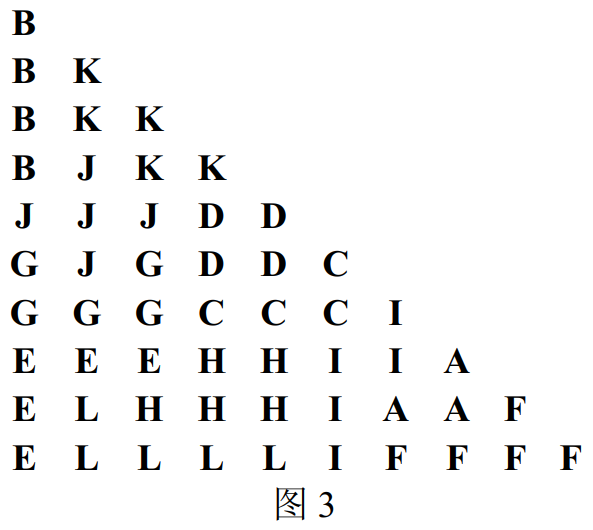 B
B K
B K K
B J K K
J J J D D
G J G D D C
G G G C C C I
E E E H H I I A
E L H H H I A A F
E L L L L I F F F F
图 3